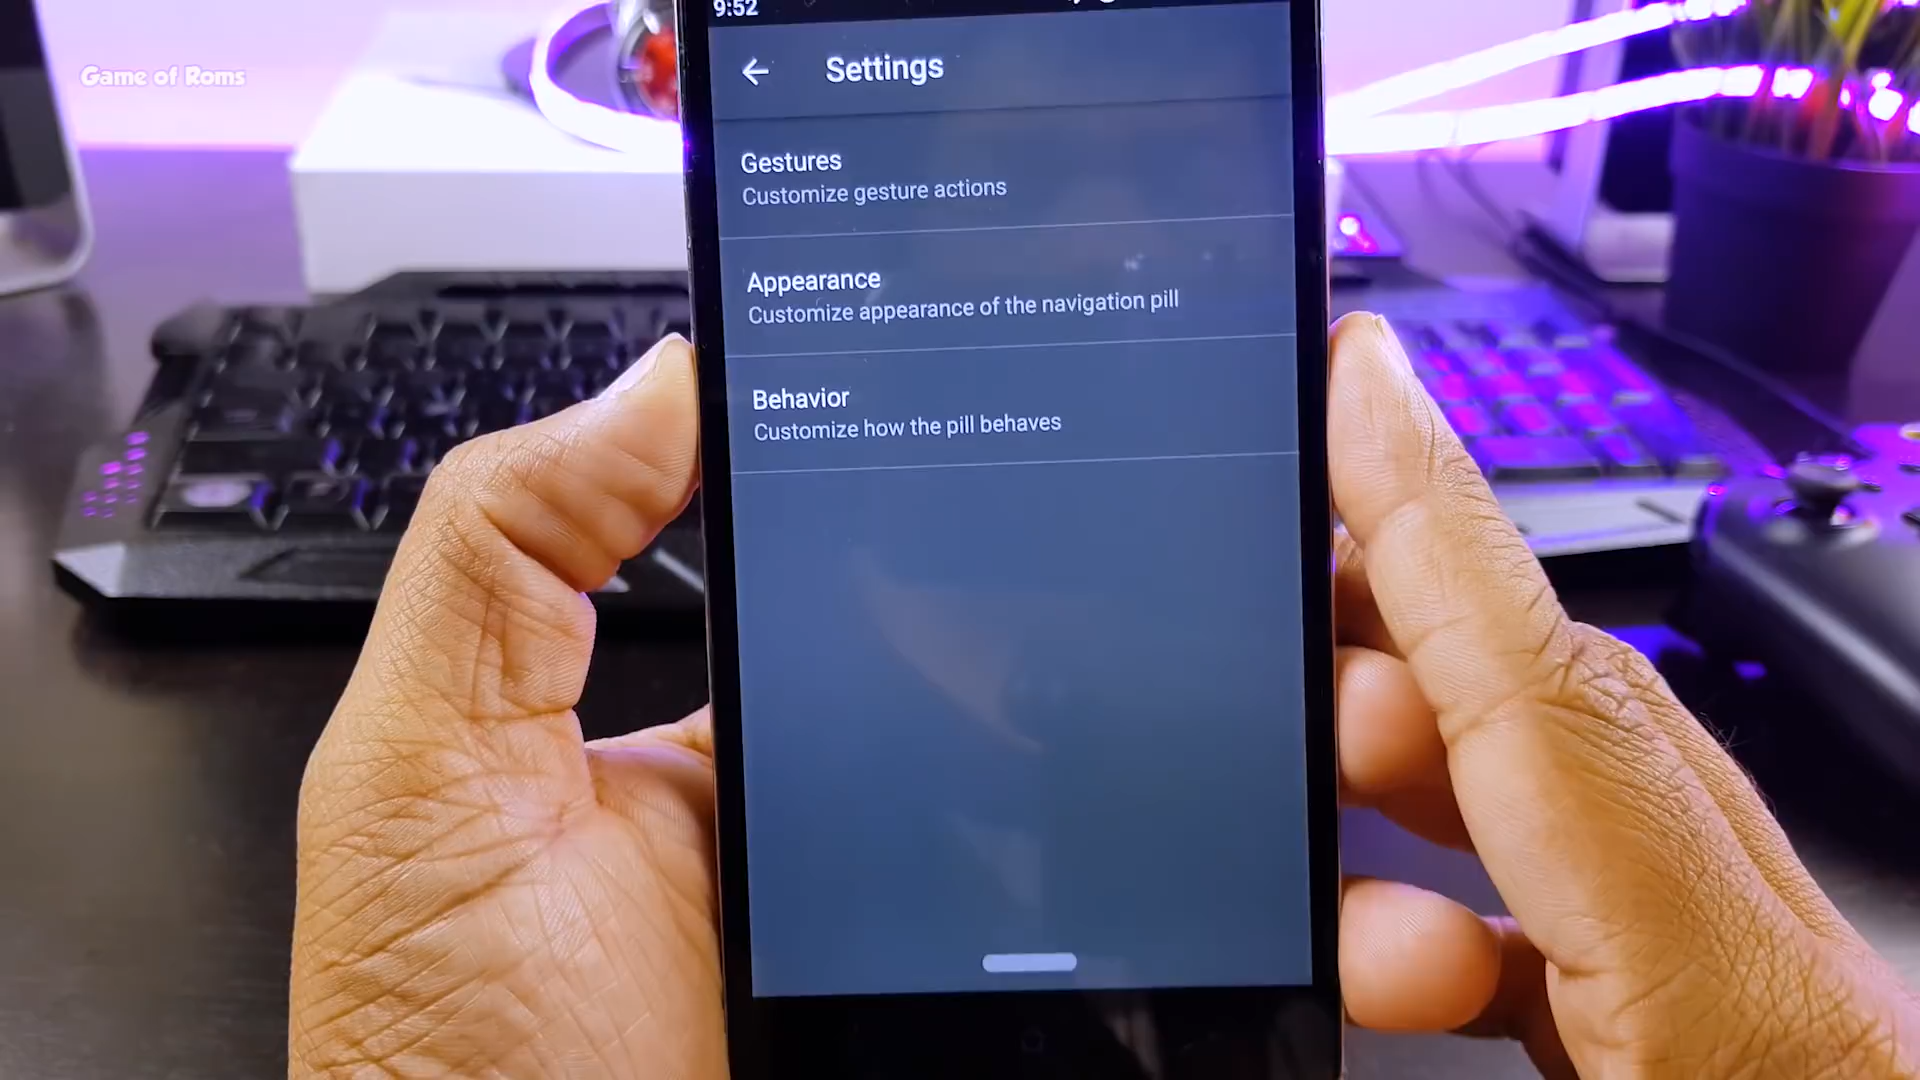 9:52
Game of Roms
Settings
Gestures
Customize gesture actions
Appearance
Customize appearance of the navigation pill
Behavior
Customize how the pill behaves